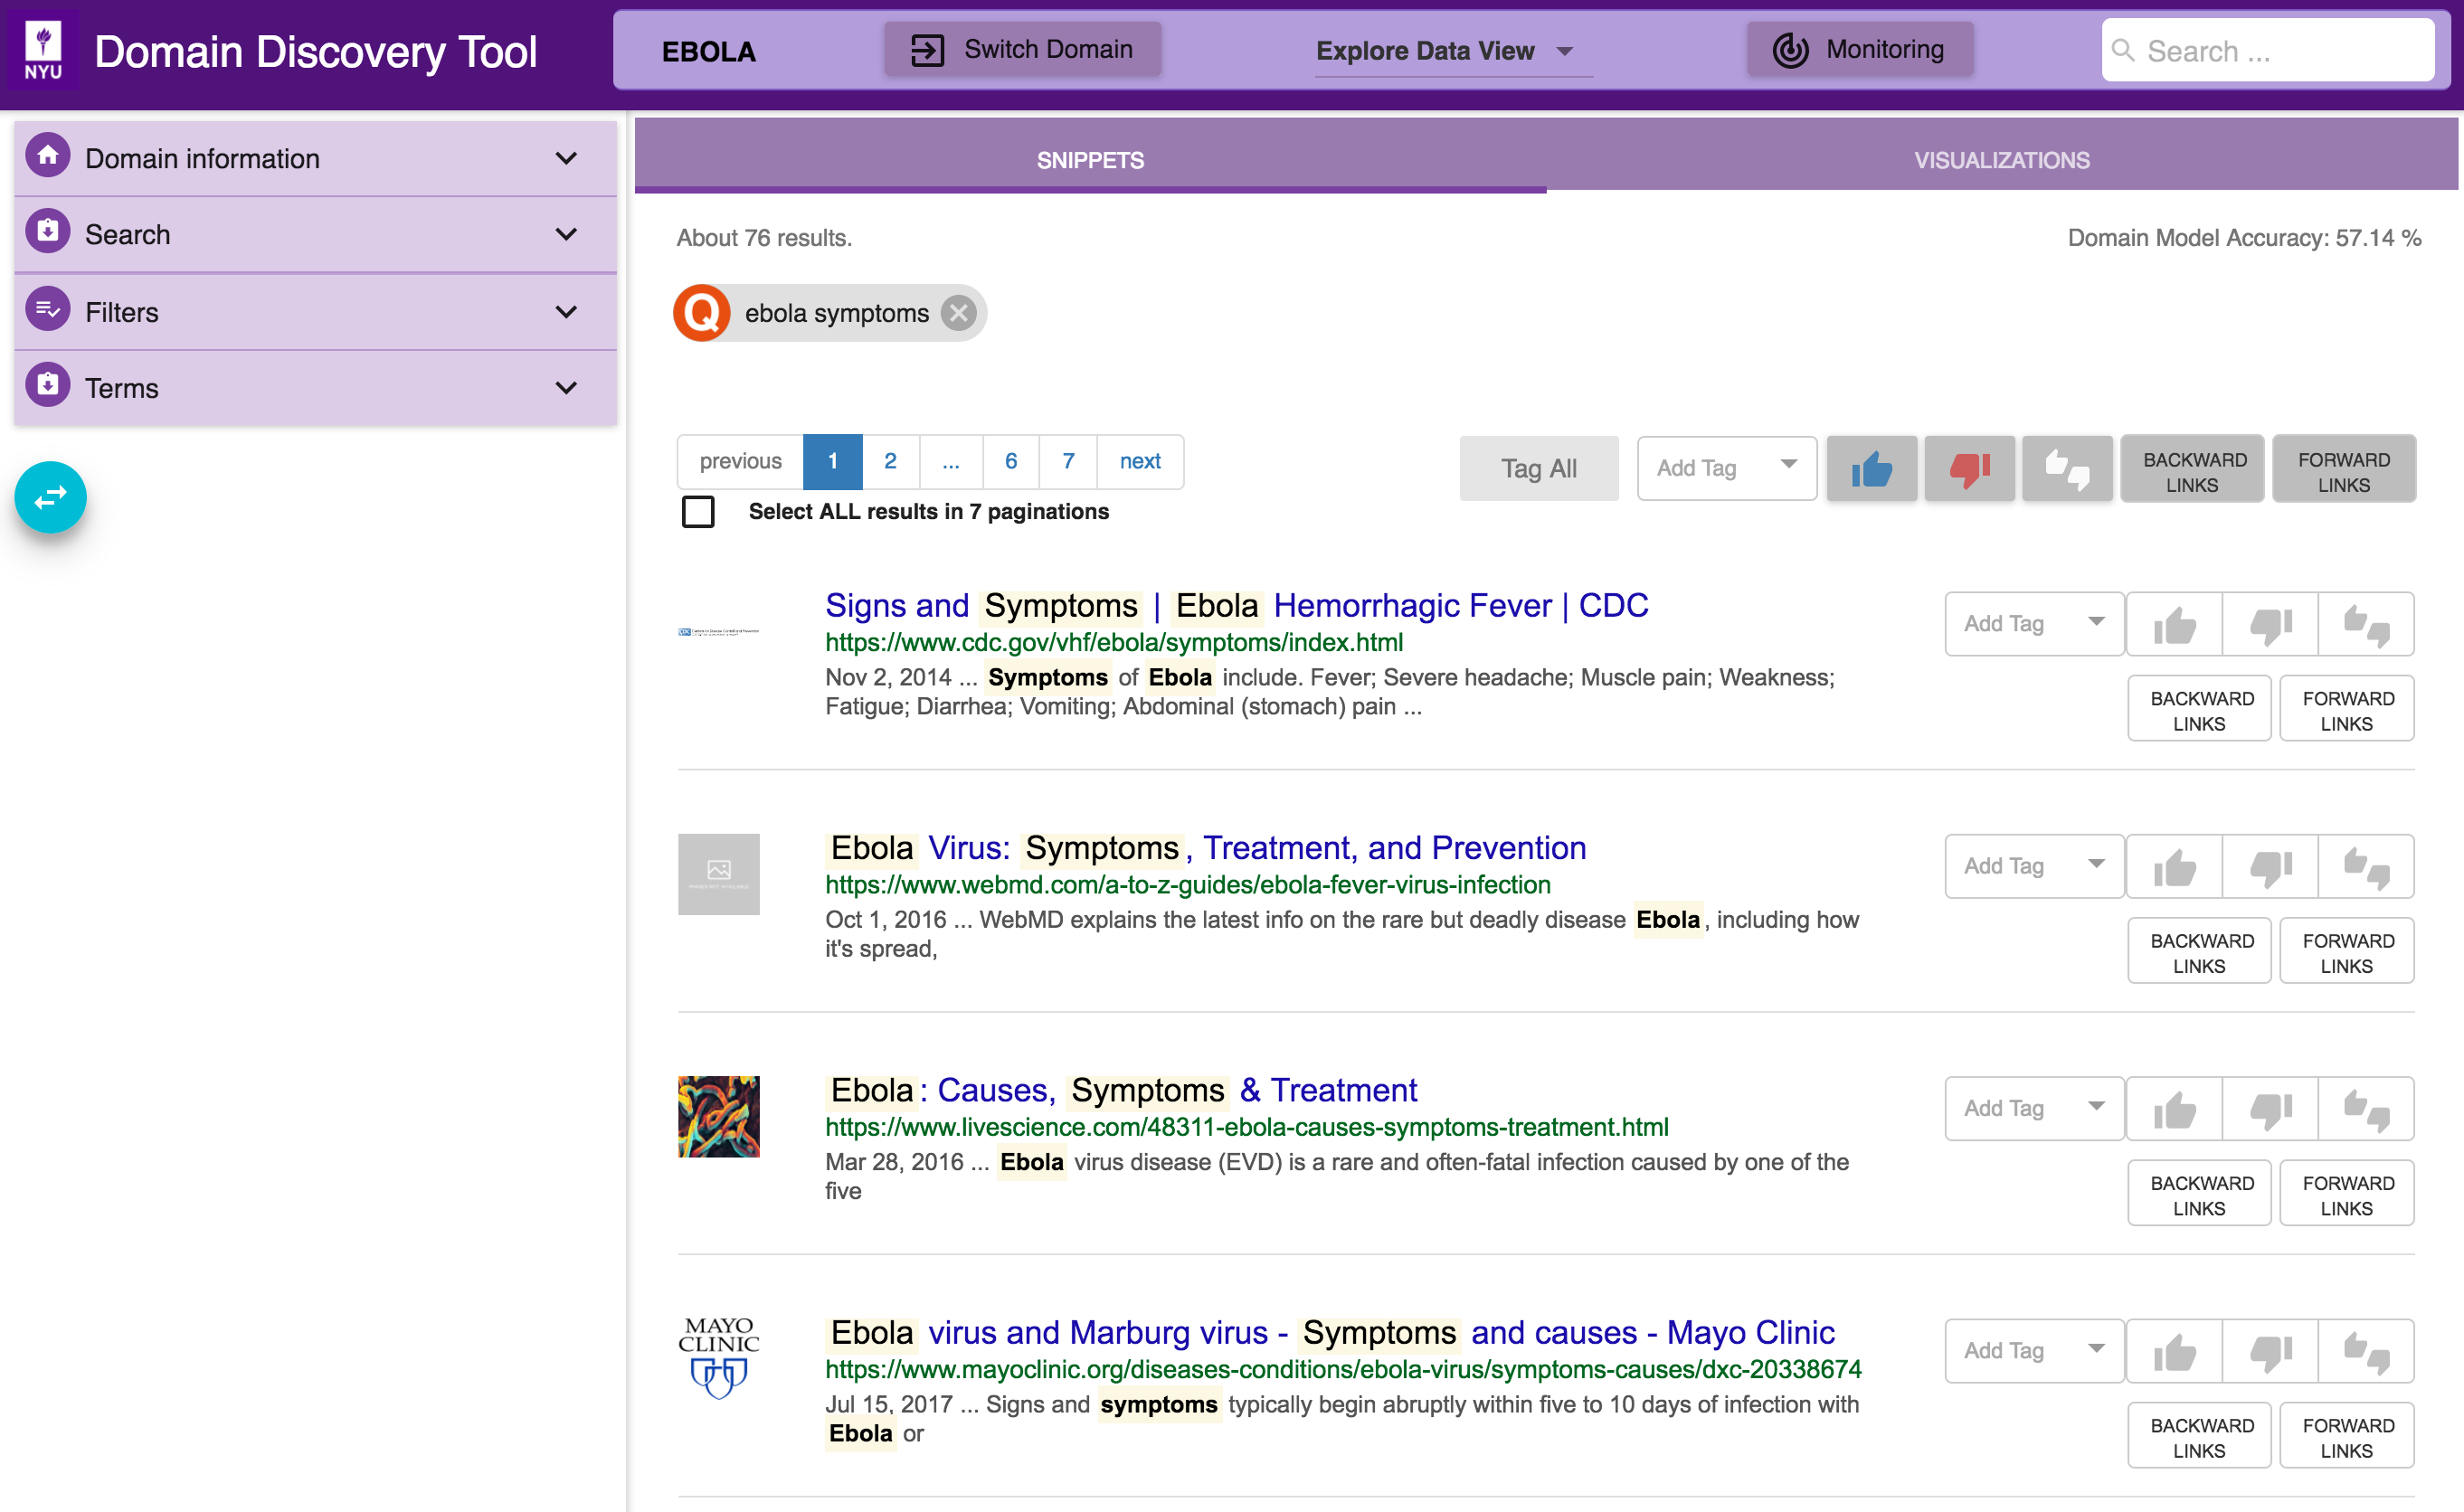 NYU
Domain Discovery Tool
EBOLA
Switch Domain
Explore Data View
Monitoring
Search ...
Domain information
Search
Filters
Terms
SNIPPETS
VISUALIZATIONS
About 76 results.
Domain Model Accuracy: 57.14 %
Q ebola symptoms
previous 1 2 ... 6 7 next
Select ALL results in 7 paginations
Tag All
Add Tag
BACKWARD LINKS
FORWARD LINKS
Signs and Symptoms | Ebola Hemorrhagic Fever | CDC
https://www.cdc.gov/vhf/ebola/symptoms/index.html
Nov 2, 2014 ... Symptoms of Ebola include. Fever; Severe headache; Muscle pain; Weakness;
Fatigue; Diarrhea; Vomiting; Abdominal (stomach) pain ...
Add Tag
BACKWARD LINKS
FORWARD LINKS
Ebola Virus: Symptoms, Treatment, and Prevention
https://www.webmd.com/a-to-z-guides/ebola-fever-virus-infection
Oct 1, 2016 ... WebMD explains the latest info on the rare but deadly disease Ebola, including how
it's spread,
Add Tag
BACKWARD LINKS
FORWARD LINKS
Ebola: Causes, Symptoms & Treatment
https://www.livescience.com/48311-ebola-causes-symptoms-treatment.html
Mar 28, 2016 ... Ebola virus disease (EVD) is a rare and often-fatal infection caused by one of the
five
Add Tag
BACKWARD LINKS
FORWARD LINKS
MAYO
CLINIC
Ebola virus and Marburg virus - Symptoms and causes - Mayo Clinic
https://www.mayoclinic.org/diseases-conditions/ebola-virus/symptoms-causes/dxc-20338674
Jul 15, 2017 ... Signs and symptoms typically begin abruptly within five to 10 days of infection with
Ebola or
Add Tag
BACKWARD LINKS
FORWARD LINKS